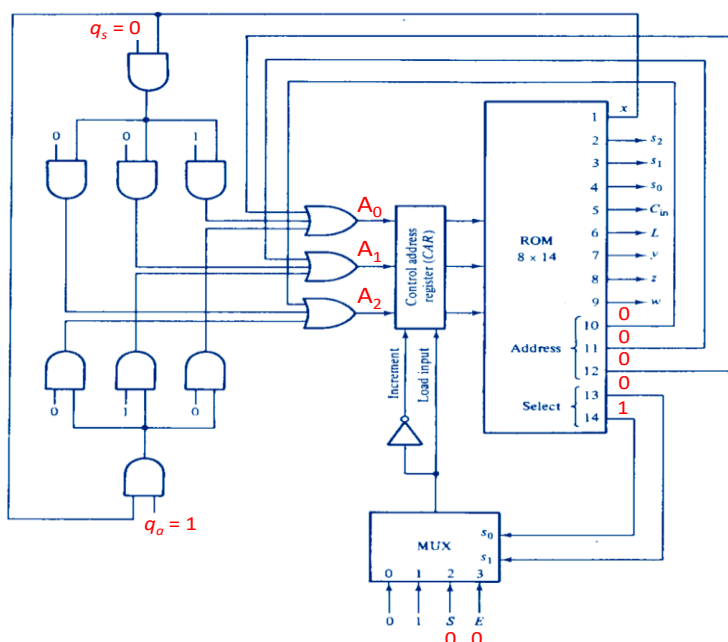 qs = 0
x
0 0 1
1
2 s2
3 s1
4 s0
5 Cin
6 L
7 y
8 z
9 w
ROM
8 × 14
A0
A1
A2
Control address
register (CAR)
Address
10 0
11 0
12 0
Select
13 0
14 1
Increment
Load input
0 1 0
qa = 1
MUX
s0
s1
0 1 2 3
0 1 S E
0 0